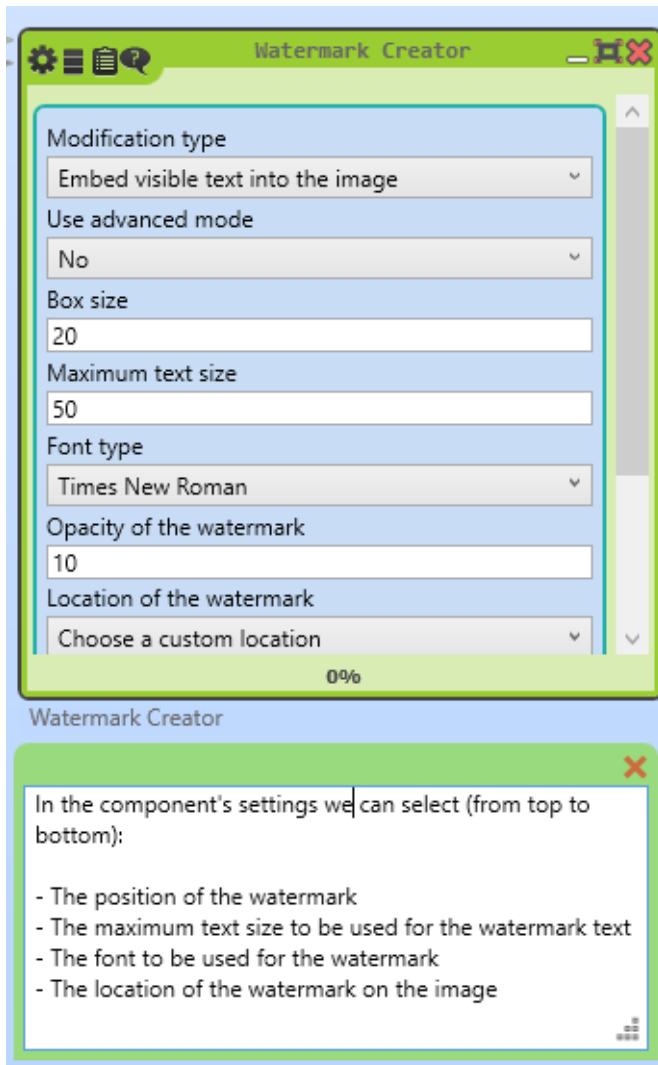 Watermark Creator
Modification type
Embed visible text into the image
Use advanced mode
No
Box size
20
Maximum text size
50
Font type
Times New Roman
Opacity of the watermark
10
Location of the watermark
Choose a custom location
0%
Watermark Creator
In the component's settings we can select (from top to
bottom):
- The position of the watermark
- The maximum text size to be used for the watermark text
- The font to be used for the watermark
- The location of the watermark on the image